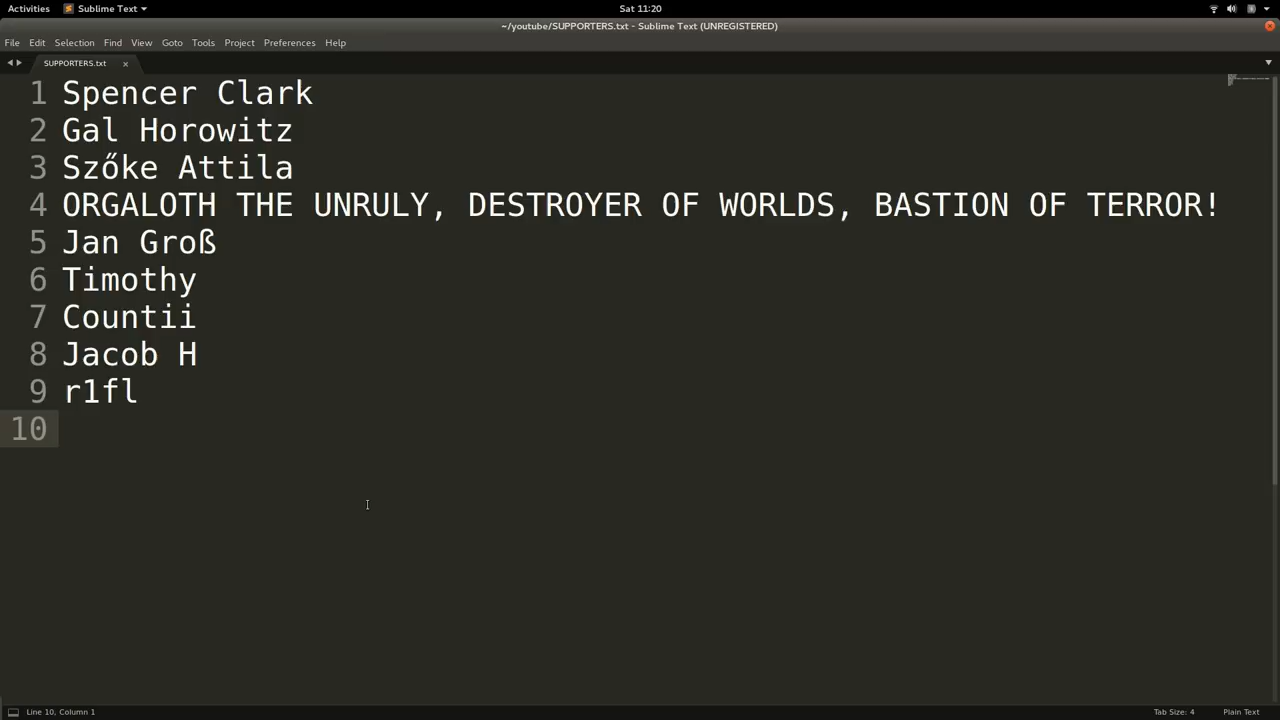 Activities Sublime Text Sat 11:20
~/youtube/SUPPORTERS.txt - Sublime Text (UNREGISTERED)
File Edit Selection Find View Goto Tools Project Preferences Help
SUPPORTERS.txt
1 Spencer Clark
2 Gal Horowitz
3 Szőke Attila
4 ORGALOTH THE UNRULY, DESTROYER OF WORLDS, BASTION OF TERROR!
5 Jan Groß
6 Timothy
7 Countii
8 Jacob H
9 r1fl
10
Line 10, Column 1 Tab Size: 4 Plain Text